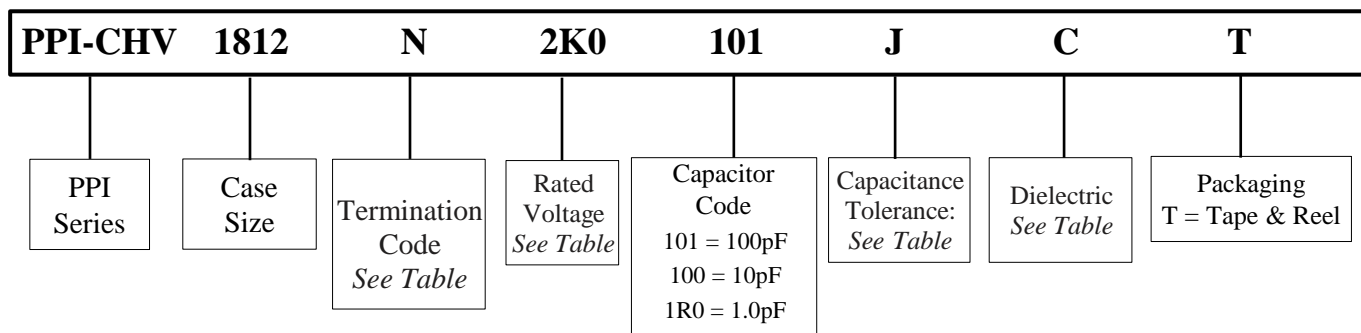 PPI-CHV 1812 N 2K0 101 J C T
PPI
Series
Case
Size
Termination
Code
See Table
Rated
Voltage
See Table
Capacitor
Code
101 = 100pF
100 = 10pF
1R0 = 1.0pF
Capacitance
Tolerance:
See Table
Dielectric
See Table
Packaging
T = Tape & Reel